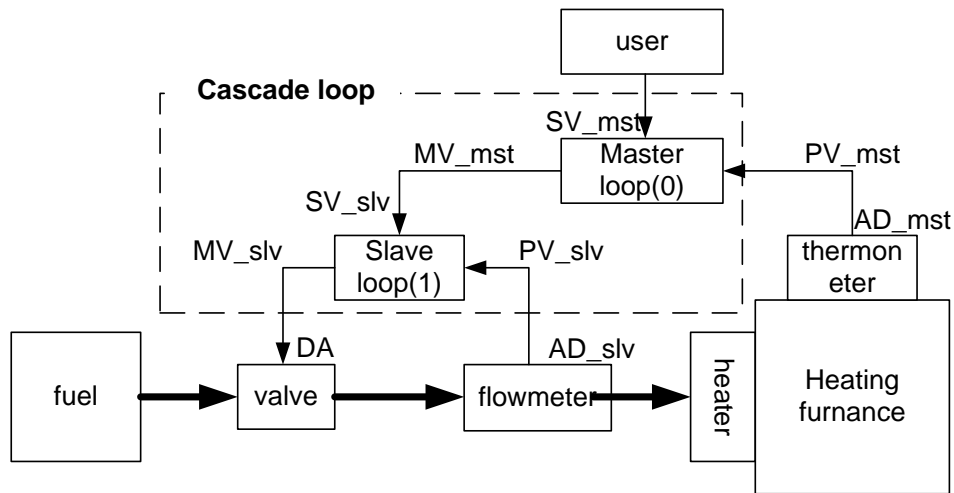 user
Cascade loop
SV_mst
MV_mst
Master
loop(0)
PV_mst
SV_slv
AD_mst
MV_slv
Slave
loop(1)
PV_slv
thermon
eter
DA
AD_slv
fuel
valve
flowmeter
heater
Heating
furnance